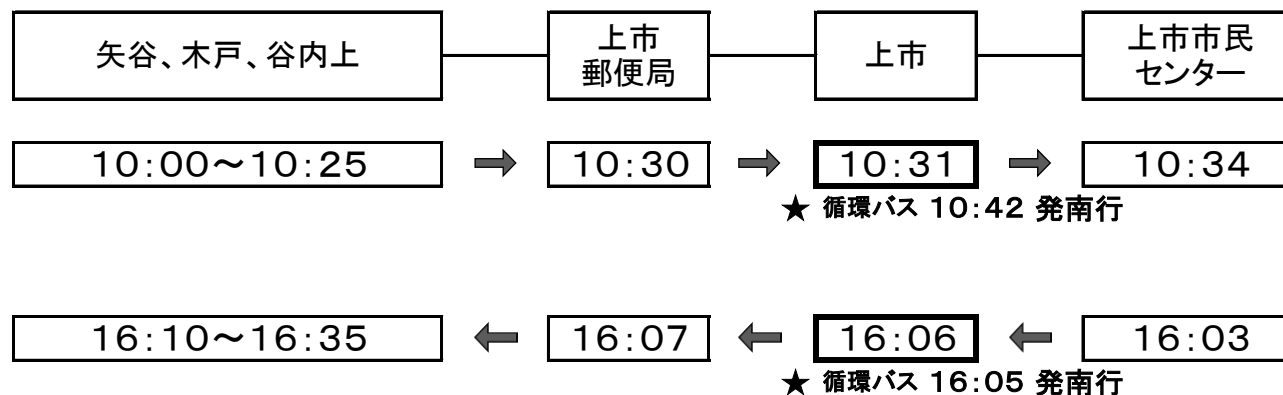 矢谷、木戸、谷内上
上市
郵便局
上市
上市市民
センター
10:00～10:25
10:30
10:31
10:34
★ 循環バス 10:42 発南行
16:10～16:35
16:07
16:06
16:03
★ 循環バス 16:05 発南行